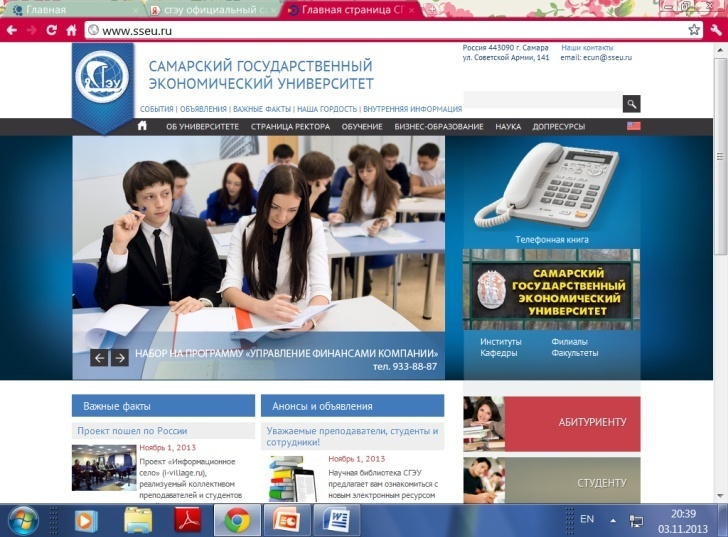 Главная
сгэу официальный с
Главная страница СГ
www.sseu.ru
САМАРСКИЙ ГОСУДАРСТВЕННЫЙ
ЭКОНОМИЧЕСКИЙ УНИВЕРСИТЕТ
Россия 443090 г. Самара
ул. Советской Армии, 141
Наши контакты
email: ecun@sseu.ru
СГЭУ
СОБЫТИЯ | ОБЪЯВЛЕНИЯ | ВАЖНЫЕ ФАКТЫ | НАША ГОРДОСТЬ | ВНУТРЕННЯЯ ИНФОРМАЦИЯ
ОБ УНИВЕРСИТЕТЕ СТРАНИЦА РЕКТОРА ОБУЧЕНИЕ БИЗНЕС-ОБРАЗОВАНИЕ НАУКА ДОПРЕСУРСЫ
Телефонная книга
САМАРСКИЙ
ГОСУДАРСТВЕННЫЙ
ЭКОНОМИЧЕСКИЙ
УНИВЕРСИТЕТ
Институты Филиалы
Кафедры Факультеты
НАБОР НА ПРОГРАММУ «УПРАВЛЕНИЕ ФИНАНСАМИ КОМПАНИИ»
тел. 933-88-87
Важные факты
Проект пошел по России
Ноябрь 1, 2013
Проект «Информационное
село» (i-village.ru),
реализуемый коллективом
преподавателей и студентов
Анонсы и объявления
Уважаемые преподаватели, студенты и
сотрудники!
Ноябрь 1, 2013
Научная библиотека СГЭУ
предлагает вам ознакомиться с
новым электронным ресурсом
АБИТУРИЕНТУ
СТУДЕНТУ
EN
20:39
03.11.2013